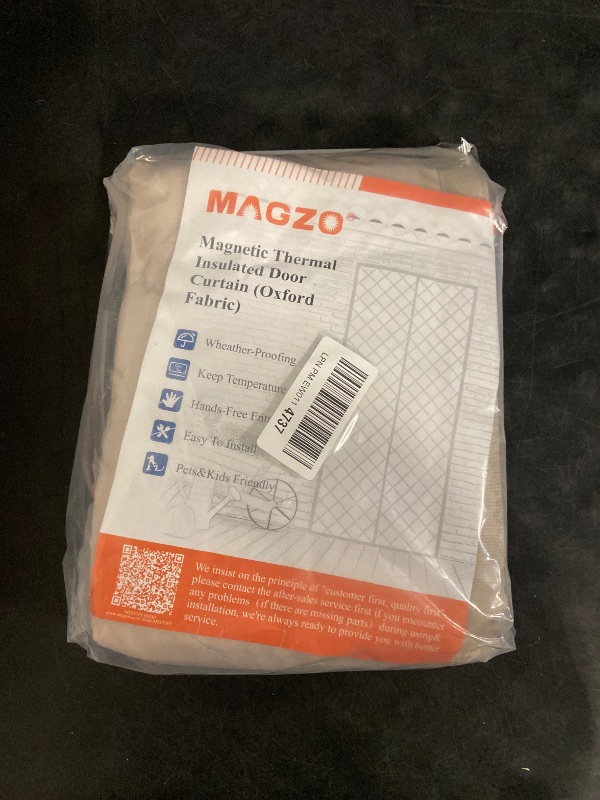 MAGZO
Magnetic Thermal
Insulated Door
Curtain (Oxford
Fabric)
Wheather-Proofing
Keep Temperature
Hands-Free
Easy To Install
Pets&Kids Friendly
LPN PM EW011 4737
We insist on the principle of "customer first, quality first"
please contact the after-sales service first if you encounter
any problems (if there are missing parts) during using&
installation, we're always ready to provide you with better
service.